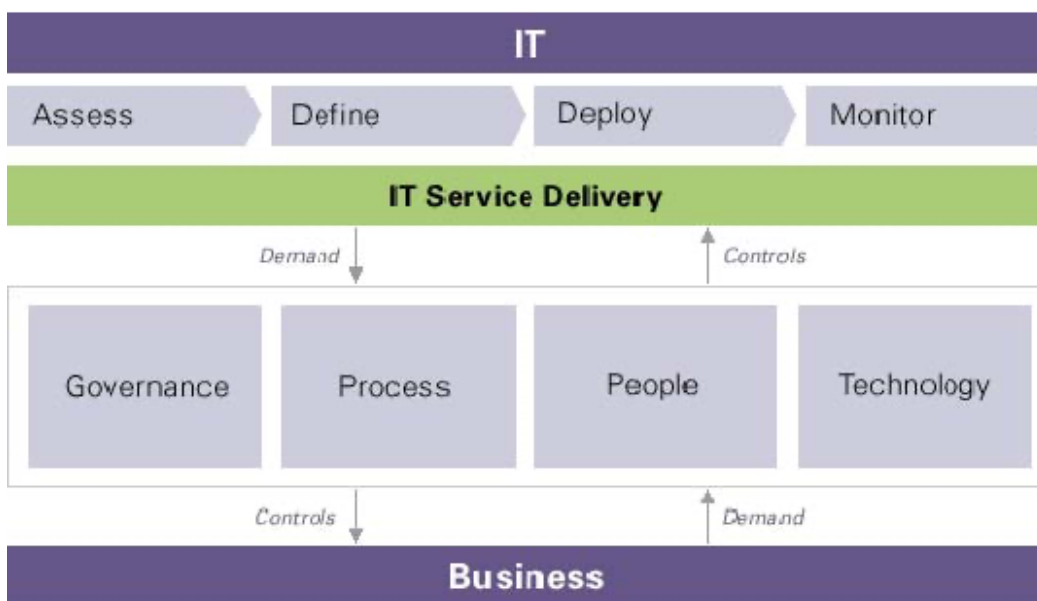 IT
Assess Define Deploy Monitor
IT Service Delivery
Demand Controls
Governance Process People Technology
Controls Demand
Business